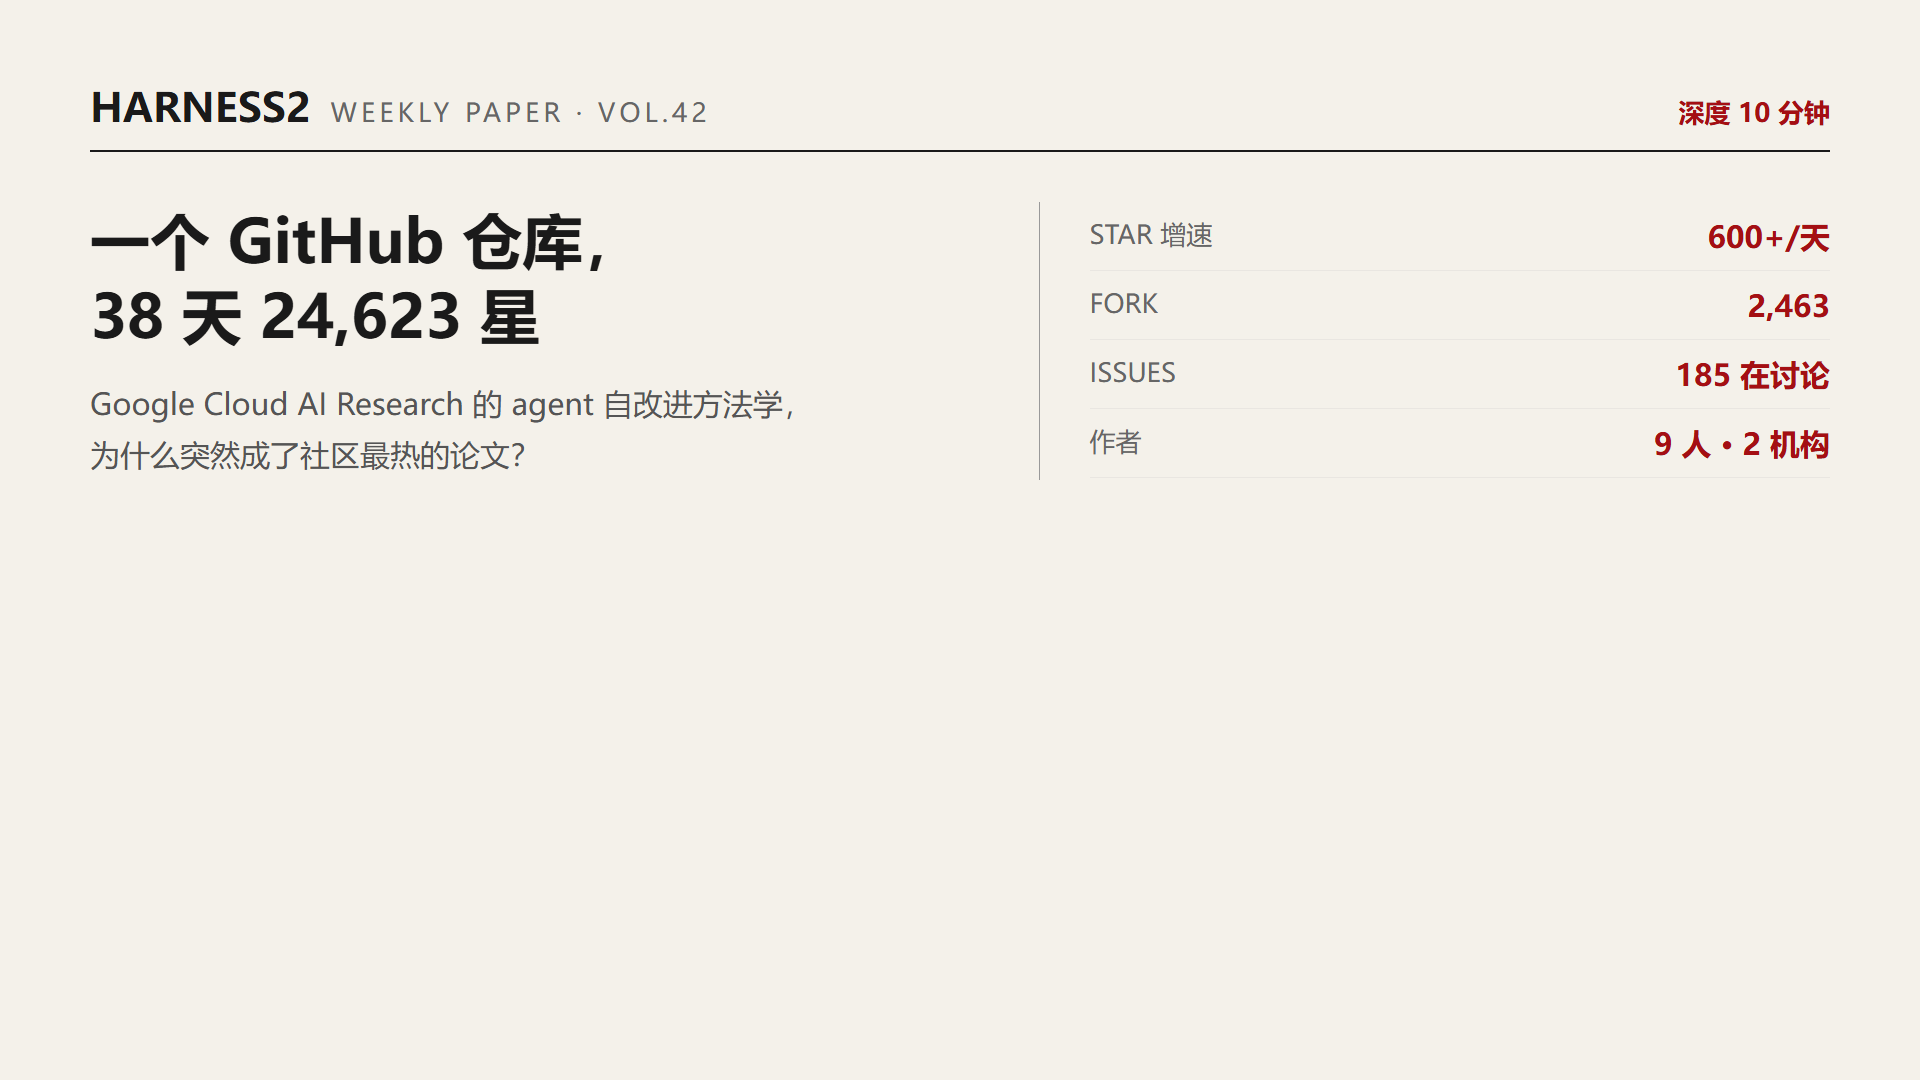 HARNESS2 WEEKLY PAPER · VOL.42
深度 10 分钟
一个 GitHub 仓库，
38 天 24,623 星
Google Cloud AI Research 的 agent 自改进方法学，
为什么突然成了社区最热的论文？
STAR 增速 600+/天
FORK 2,463
ISSUES 185 在讨论
作者 9 人 · 2 机构